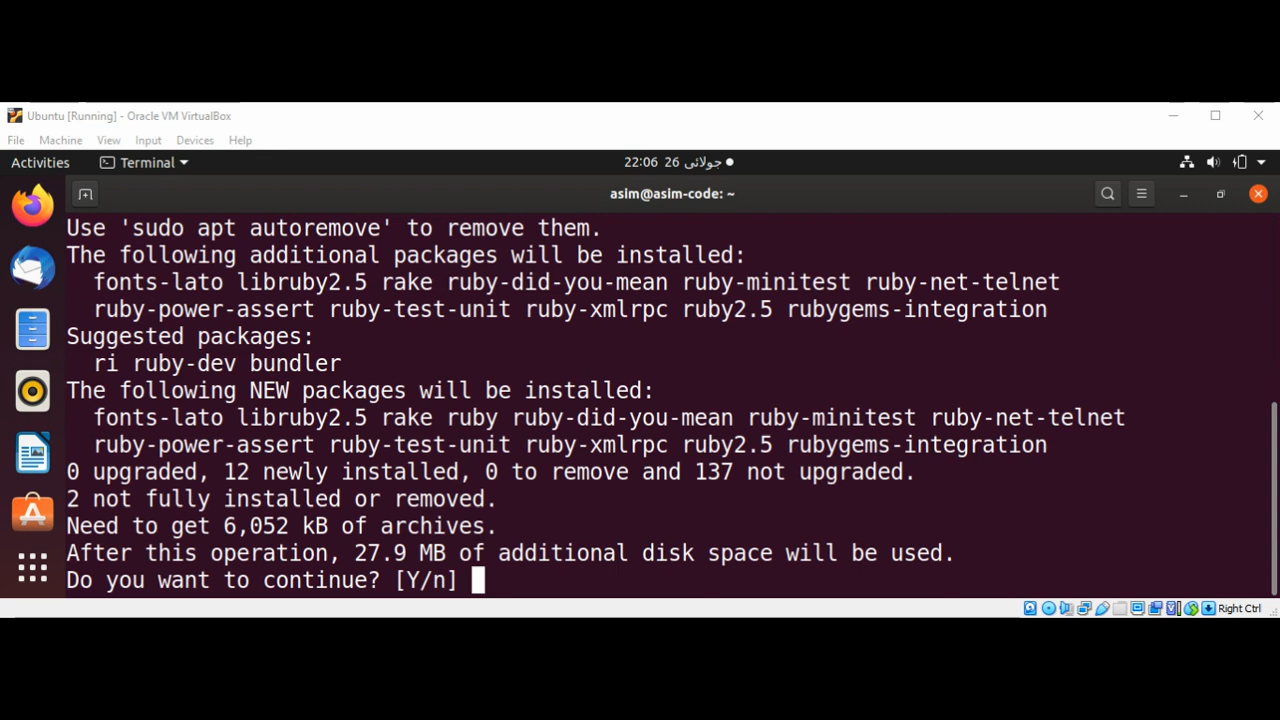 Ubuntu [Running] - Oracle VM VirtualBox
File Machine View Input Devices Help
Activities Terminal 22:06 26 جولائی
asim@asim-code: ~
Use 'sudo apt autoremove' to remove them.
The following additional packages will be installed:
fonts-lato libruby2.5 rake ruby-did-you-mean ruby-minitest ruby-net-telnet
ruby-power-assert ruby-test-unit ruby-xmlrpc ruby2.5 rubygems-integration
Suggested packages:
ri ruby-dev bundler
The following NEW packages will be installed:
fonts-lato libruby2.5 rake ruby ruby-did-you-mean ruby-minitest ruby-net-telnet
ruby-power-assert ruby-test-unit ruby-xmlrpc ruby2.5 rubygems-integration
0 upgraded, 12 newly installed, 0 to remove and 137 not upgraded.
2 not fully installed or removed.
Need to get 6,052 kB of archives.
After this operation, 27.9 MB of additional disk space will be used.
Do you want to continue? [Y/n]
Right Ctrl